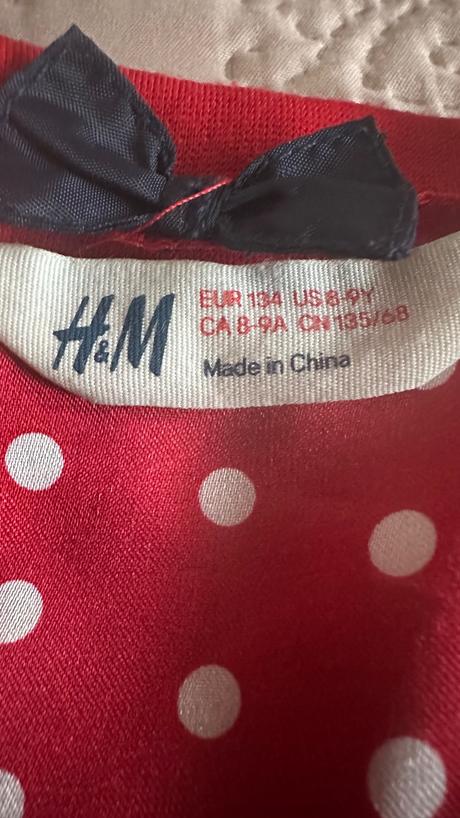 H&M
EUR 134 US 8-9Y
CA 8-9A CN 135/68
Made in China